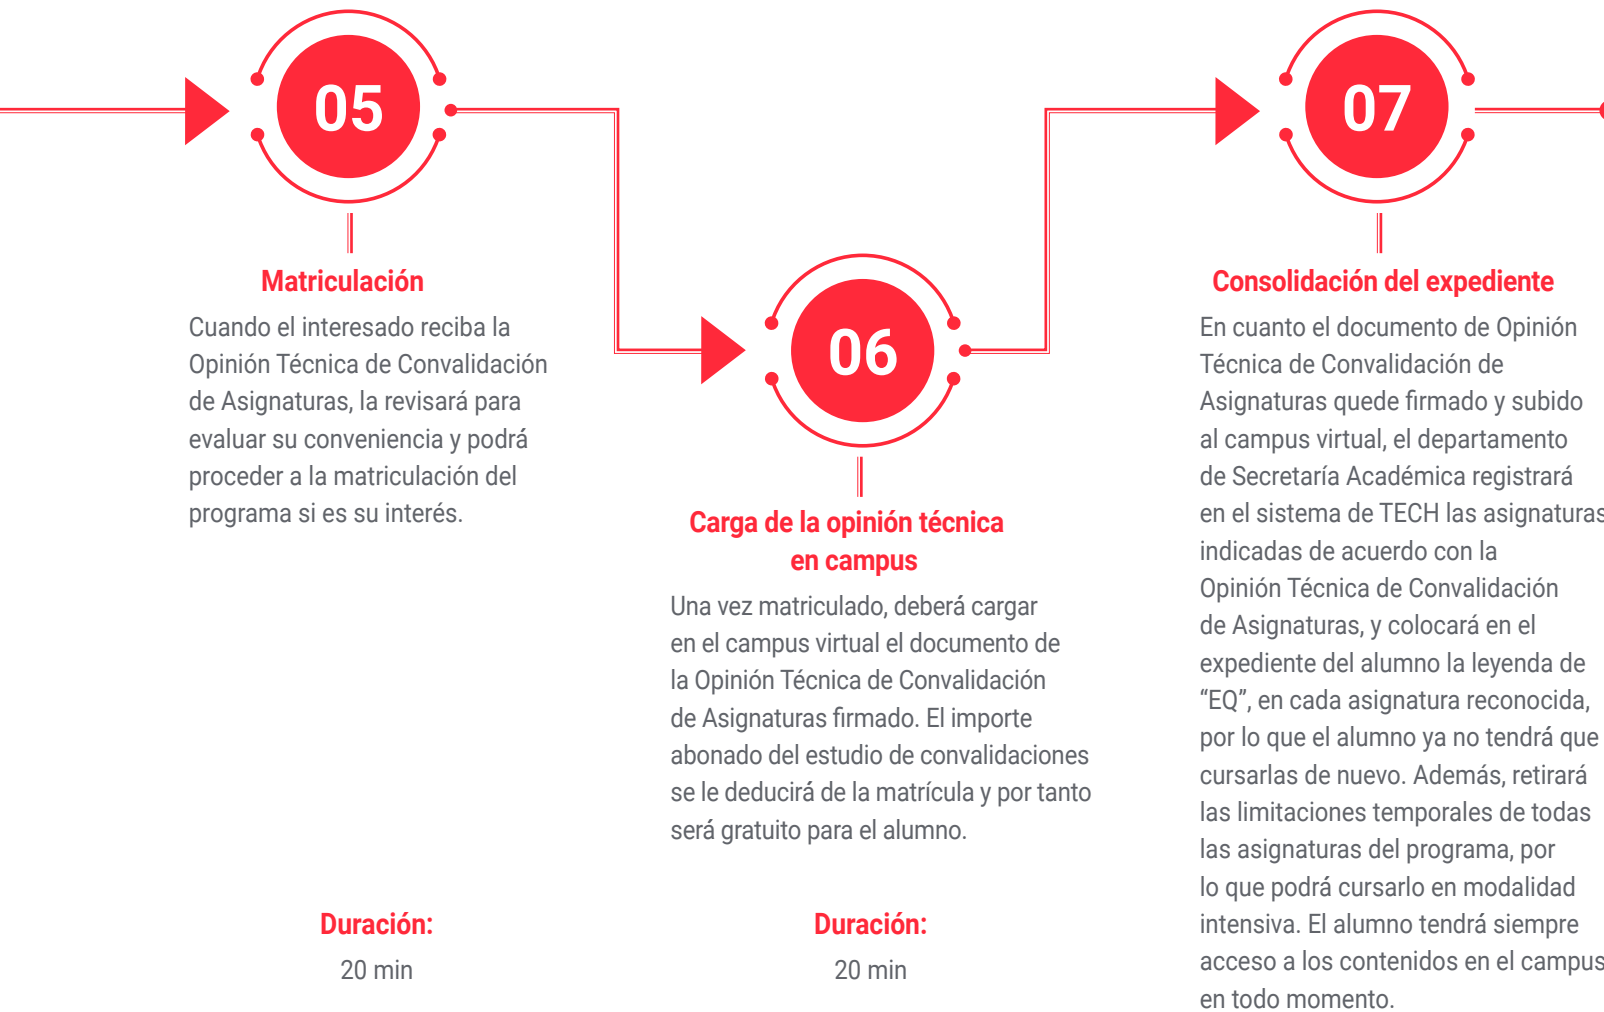 05
Matriculación
Cuando el interesado reciba la
Opinión Técnica de Convalidación
de Asignaturas, la revisará para
evaluar su conveniencia y podrá
proceder a la matriculación del
programa si es su interés.
Duración:
20 min
06
Carga de la opinión técnica
en campus
Una vez matriculado, deberá cargar
en el campus virtual el documento de
la Opinión Técnica de Convalidación
de Asignaturas firmado. El importe
abonado del estudio de convalidaciones
se le deducirá de la matrícula y por tanto
será gratuito para el alumno.
Duración:
20 min
07
Consolidación del expediente
En cuanto el documento de Opinión
Técnica de Convalidación de
Asignaturas quede firmado y subido
al campus virtual, el departamento
de Secretaría Académica registrará
en el sistema de TECH las asignaturas
indicadas de acuerdo con la
Opinión Técnica de Convalidación
de Asignaturas, y colocará en el
expediente del alumno la leyenda de
“EQ”, en cada asignatura reconocida,
por lo que el alumno ya no tendrá que
cursarlas de nuevo. Además, retirará
las limitaciones temporales de todas
las asignaturas del programa, por
lo que podrá cursarlo en modalidad
intensiva. El alumno tendrá siempre
acceso a los contenidos en el campus
en todo momento.